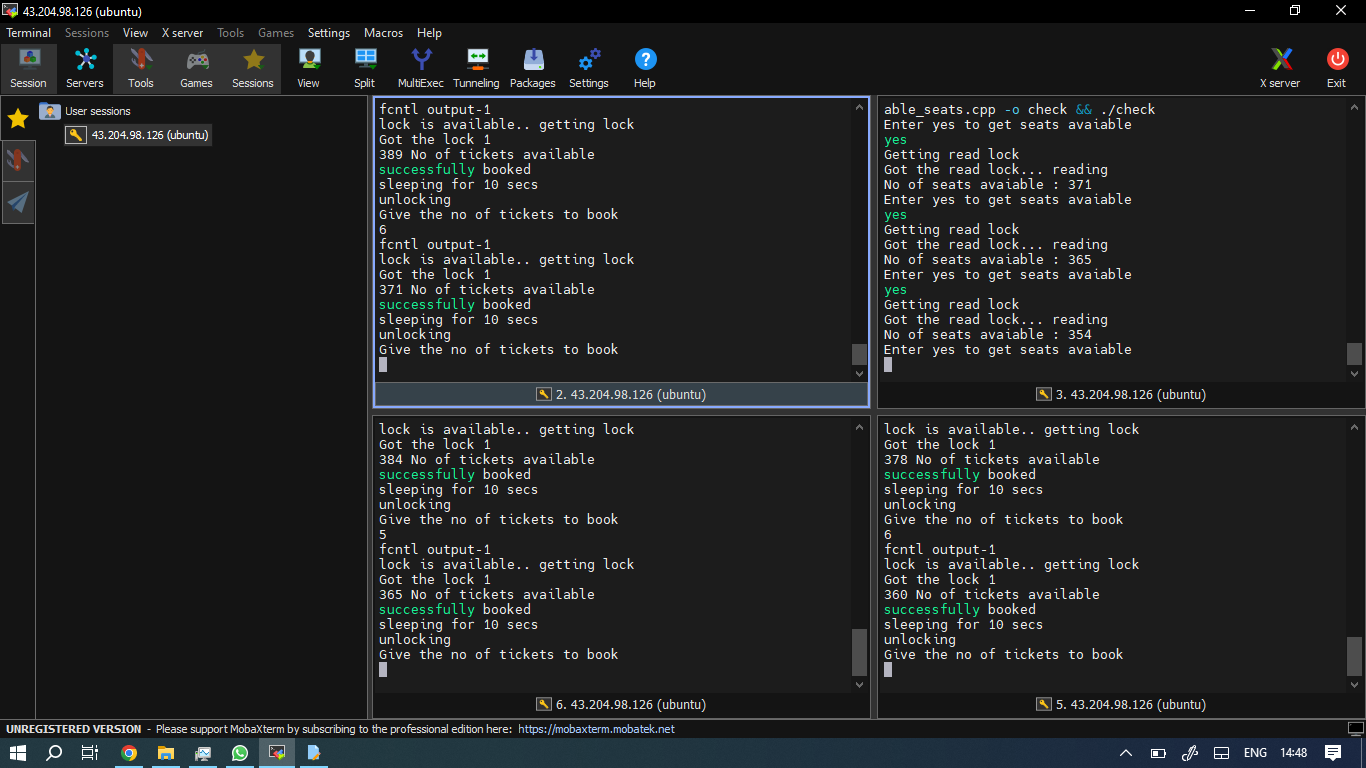 43.204.98.126 (ubuntu)
Terminal Sessions View X server Tools Games Settings Macros Help
Session Servers Tools Games Sessions View Split MultiExec Tunneling Packages Settings Help X server Exit
User sessions
43.204.98.126 (ubuntu)
fcntl output-1
lock is available.. getting lock
Got the lock 1
389 No of tickets available
successfully booked
sleeping for 10 secs
unlocking
Give the no of tickets to book
6
fcntl output-1
lock is available.. getting lock
Got the lock 1
371 No of tickets available
successfully booked
sleeping for 10 secs
unlocking
Give the no of tickets to book
2. 43.204.98.126 (ubuntu)
able_seats.cpp -o check && ./check
Enter yes to get seats avaiable
yes
Getting read lock
Got the read lock... reading
No of seats avaiable : 371
Enter yes to get seats avaiable
yes
Getting read lock
Got the read lock... reading
No of seats avaiable : 365
Enter yes to get seats avaiable
yes
Getting read lock
Got the read lock... reading
No of seats avaiable : 354
Enter yes to get seats avaiable
3. 43.204.98.126 (ubuntu)
lock is available.. getting lock
Got the lock 1
384 No of tickets available
successfully booked
sleeping for 10 secs
unlocking
Give the no of tickets to book
5
fcntl output-1
lock is available.. getting lock
Got the lock 1
365 No of tickets available
successfully booked
sleeping for 10 secs
unlocking
Give the no of tickets to book
6. 43.204.98.126 (ubuntu)
lock is available.. getting lock
Got the lock 1
378 No of tickets available
successfully booked
sleeping for 10 secs
unlocking
Give the no of tickets to book
6
fcntl output-1
lock is available.. getting lock
Got the lock 1
360 No of tickets available
successfully booked
sleeping for 10 secs
unlocking
Give the no of tickets to book
5. 43.204.98.126 (ubuntu)
UNREGISTERED VERSION - Please support MobaXterm by subscribing to the professional edition here: https://mobaxterm.mobatek.net
ENG 14:48